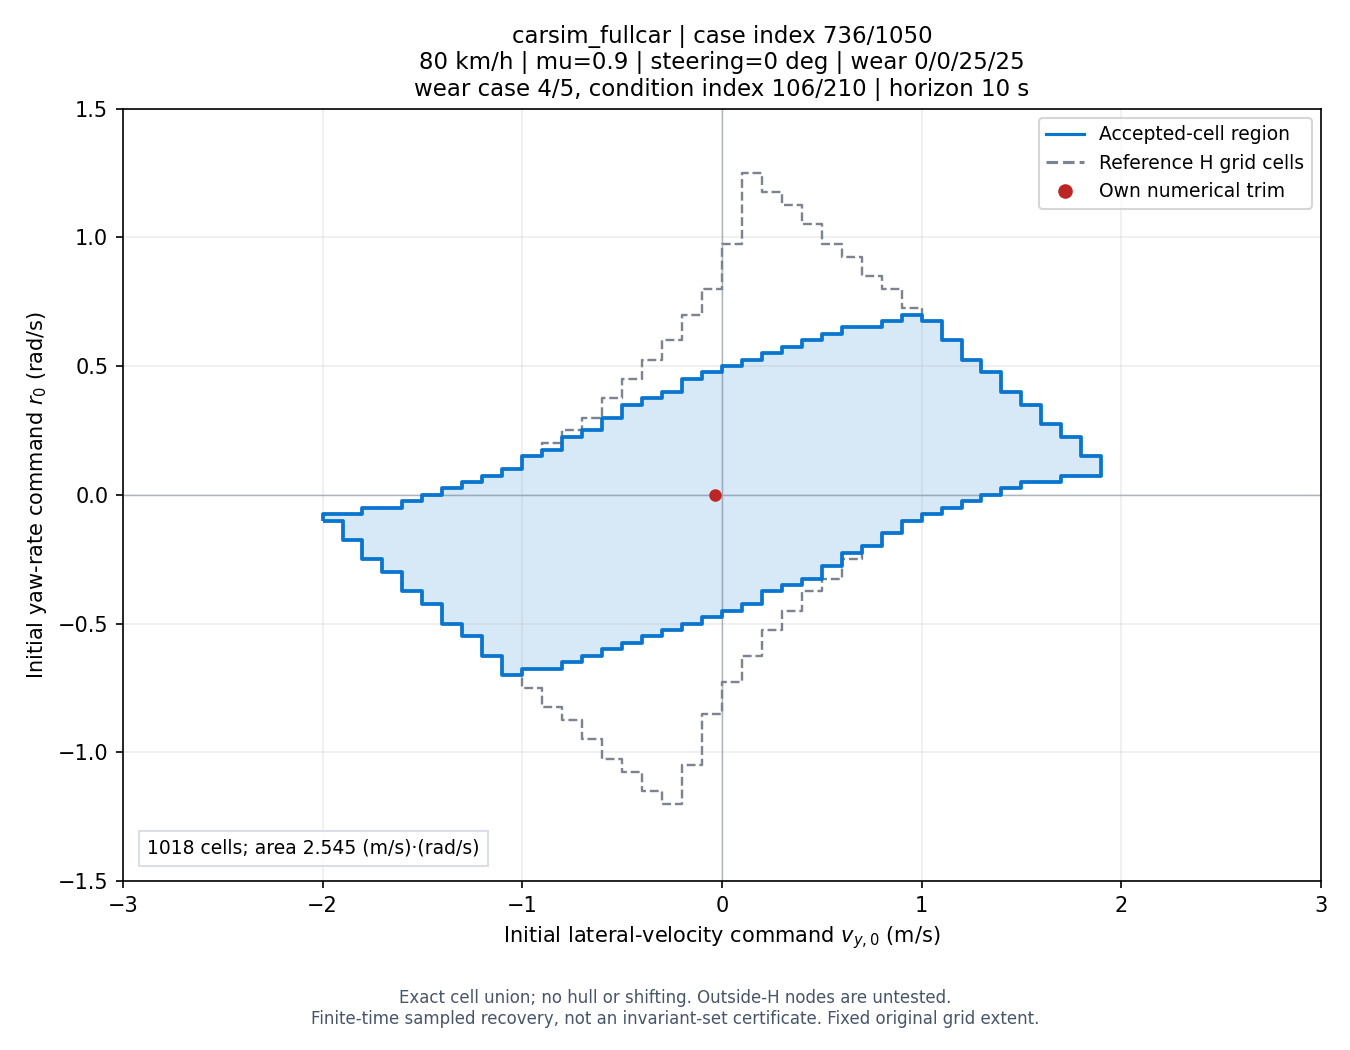 carsim_fullcar | case index 736/1050
80 km/h | mu=0.9 | steering=0 deg | wear 0/0/25/25
wear case 4/5, condition index 106/210 | horizon 10 s
1.5
1.0
0.5
0.0
−0.5
−1.0
−1.5
Initial yaw-rate command r₀ (rad/s)
Accepted-cell region
Reference H grid cells
Own numerical trim
1018 cells; area 2.545 (m/s)·(rad/s)
−3
−2
−1
0
1
2
3
Initial lateral-velocity command v_{y,0} (m/s)
Exact cell union; no hull or shifting. Outside-H nodes are untested.
Finite-time sampled recovery, not an invariant-set certificate. Fixed original grid extent.